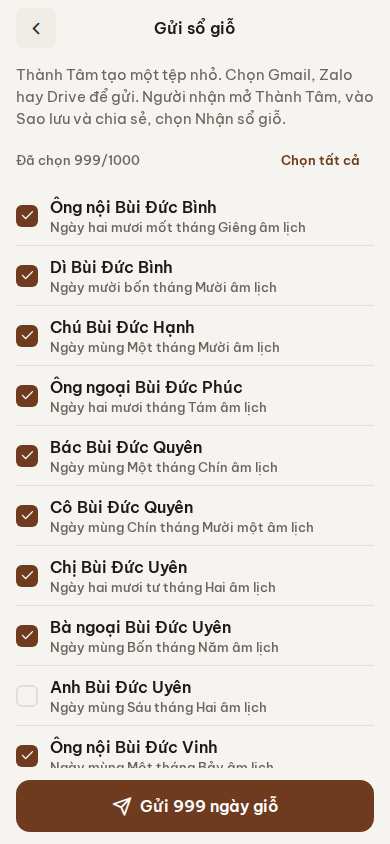 Gửi sổ giỗ
Thành Tâm tạo một tệp nhỏ. Chọn Gmail, Zalo
hay Drive để gửi. Người nhận mở Thành Tâm, vào
Sao lưu và chia sẻ, chọn Nhận sổ giỗ.
Đã chọn 999/1000
Chọn tất cả
Ông nội Bùi Đức Bình
Ngày hai mươi mốt tháng Giêng âm lịch
Dì Bùi Đức Bình
Ngày mười bốn tháng Mười âm lịch
Chú Bùi Đức Hạnh
Ngày mùng Một tháng Mười âm lịch
Ông ngoại Bùi Đức Phúc
Ngày hai mươi tháng Tám âm lịch
Bác Bùi Đức Quyên
Ngày mùng Một tháng Chín âm lịch
Cô Bùi Đức Quyên
Ngày mùng Chín tháng Mười một âm lịch
Chị Bùi Đức Uyên
Ngày hai mươi tư tháng Hai âm lịch
Bà ngoại Bùi Đức Uyên
Ngày mùng Bốn tháng Năm âm lịch
Anh Bùi Đức Uyên
Ngày mùng Sáu tháng Hai âm lịch
Ông nội Bùi Đức Vinh
Ngày mùng Một tháng Bảy âm lịch
Gửi 999 ngày giỗ